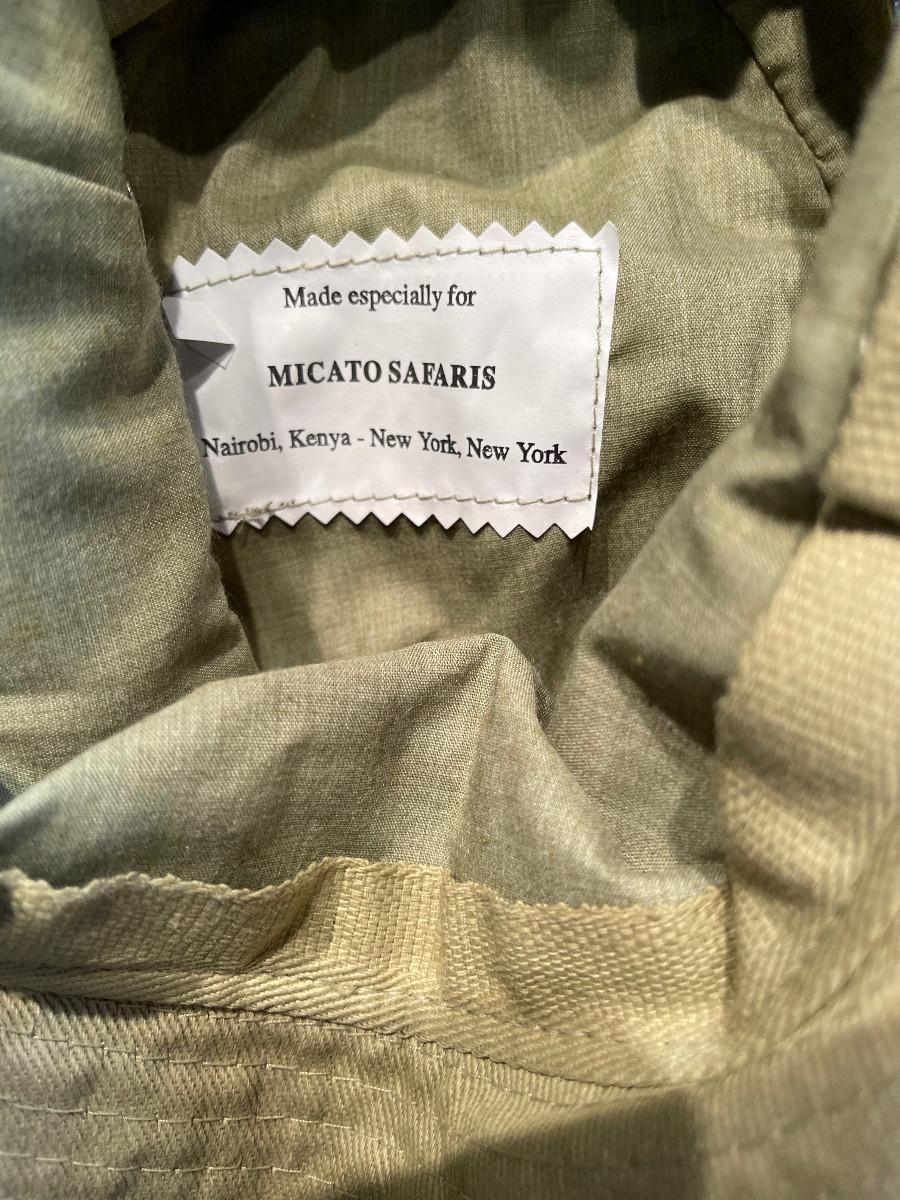 Made especially for
MICATO SAFARIS
Nairobi, Kenya - New York, New York